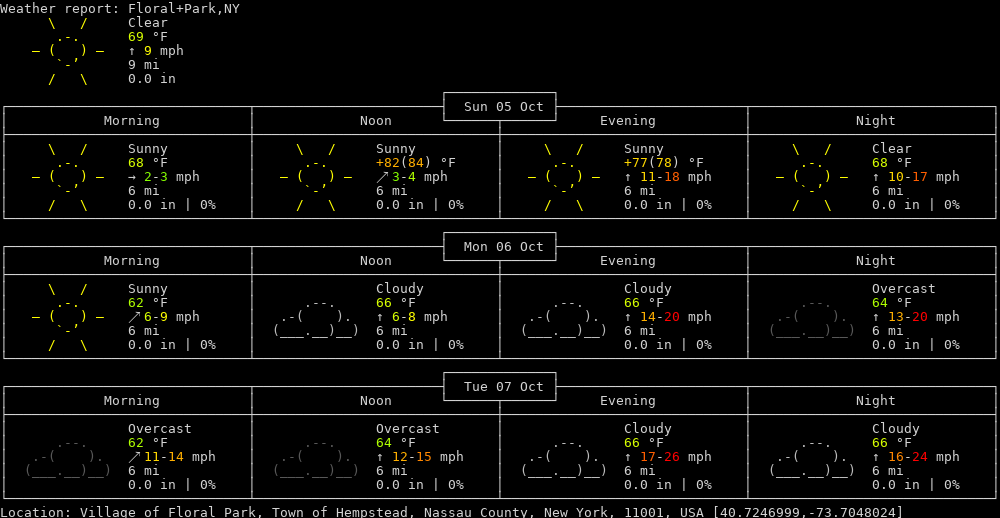 Weather report: Floral+Park,NY
Clear
69 °F
↑ 9 mph
9 mi
0.0 in
Sun 05 Oct
Morning Noon Evening Night
Sunny Sunny Sunny Clear
68 °F +82(84) °F +77(78) °F 68 °F
→ 2-3 mph ↗ 3-4 mph ↑ 11-18 mph ↑ 10-17 mph
6 mi 6 mi 6 mi 6 mi
0.0 in | 0% 0.0 in | 0% 0.0 in | 0% 0.0 in | 0%
Mon 06 Oct
Morning Noon Evening Night
Sunny Cloudy Cloudy Overcast
62 °F 66 °F 66 °F 64 °F
↗ 6-9 mph ↑ 6-8 mph ↑ 14-20 mph ↑ 13-20 mph
6 mi 6 mi 6 mi 6 mi
0.0 in | 0% 0.0 in | 0% 0.0 in | 0% 0.0 in | 0%
Tue 07 Oct
Morning Noon Evening Night
Overcast Overcast Cloudy Cloudy
62 °F 64 °F 66 °F 66 °F
↗ 11-14 mph ↑ 12-15 mph ↑ 17-26 mph ↑ 16-24 mph
6 mi 6 mi 6 mi 6 mi
0.0 in | 0% 0.0 in | 0% 0.0 in | 0% 0.0 in | 0%
Location: Village of Floral Park, Town of Hempstead, Nassau County, New York, 11001, USA [40.7246999,-73.7048024]